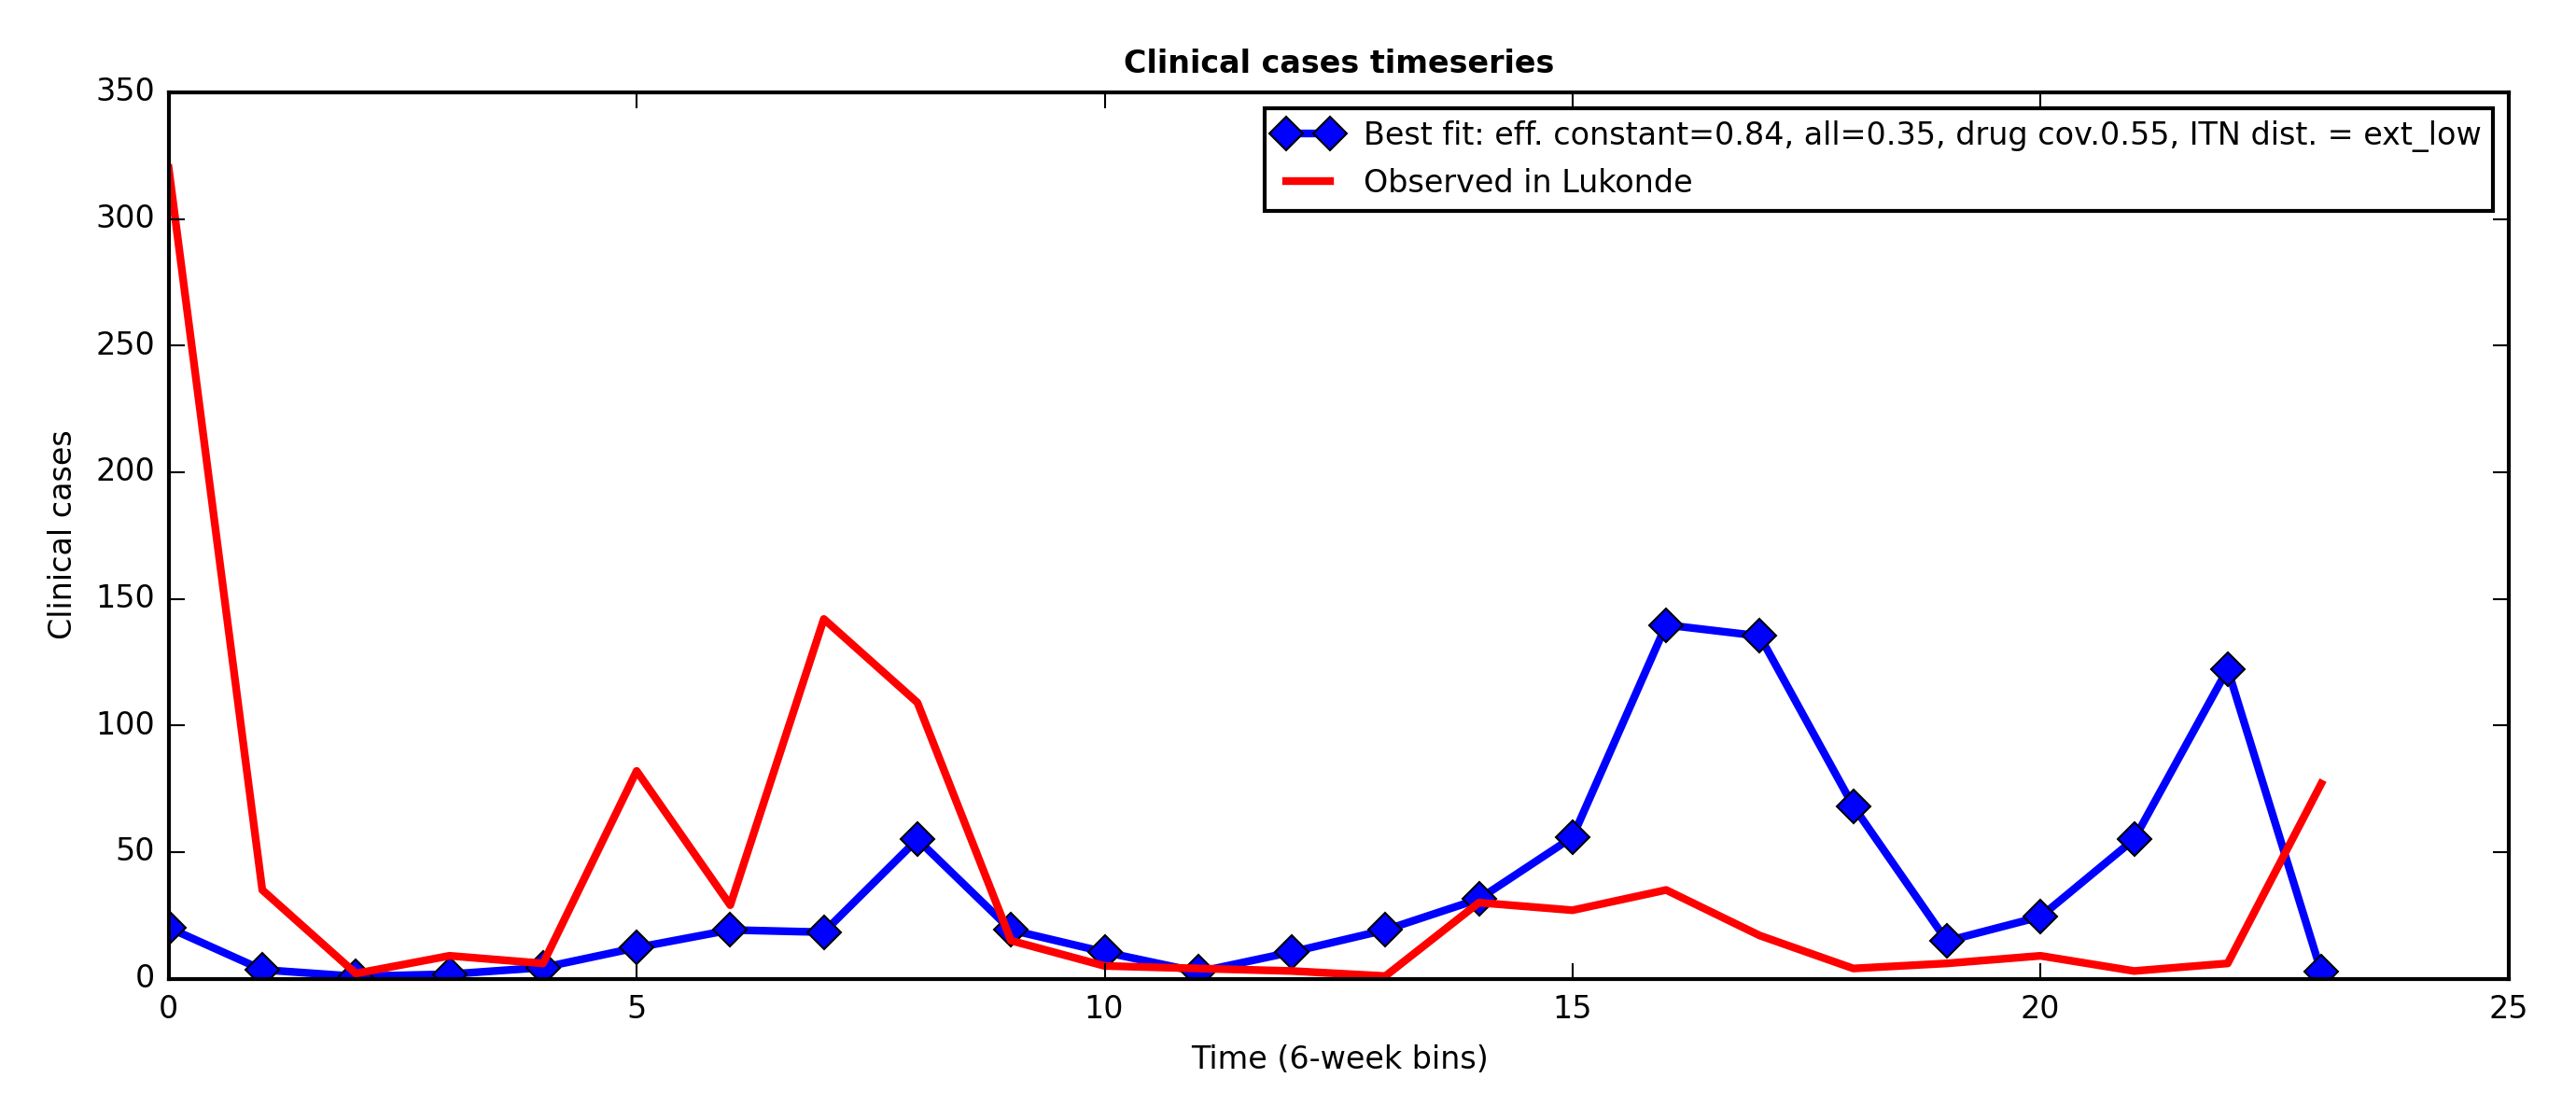 Clinical cases timeseries
350
300
250
200
150
100
50
0
Clinical cases
Best fit: eff. constant=0.84, all=0.35, drug cov.0.55, ITN dist. = ext_low
Observed in Lukonde
0 5 10 15 20 25
Time (6-week bins)